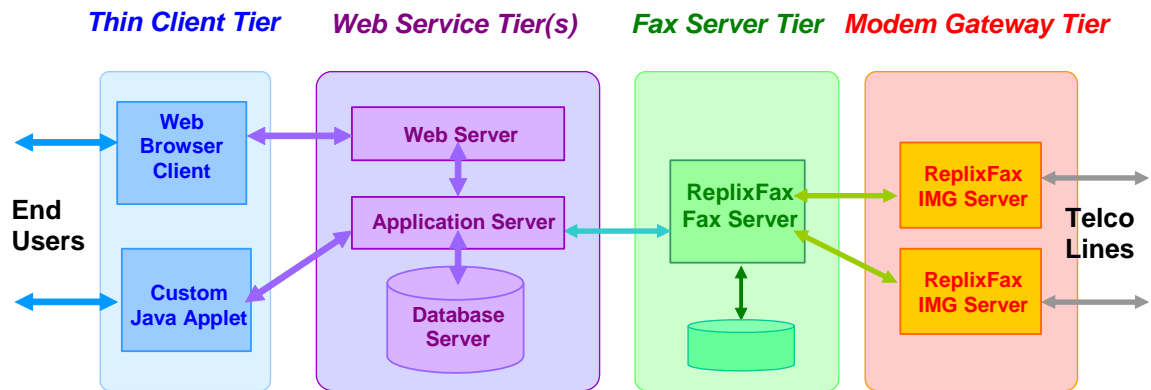 Thin Client Tier
Web Service Tier(s)
Fax Server Tier
Modem Gateway Tier
Web
Browser
Client
Web Server
ReplixFax
Fax Server
ReplixFax
IMG Server
End
Users
Application Server
Telco
Lines
Custom
Java Applet
Database
Server
ReplixFax
IMG Server